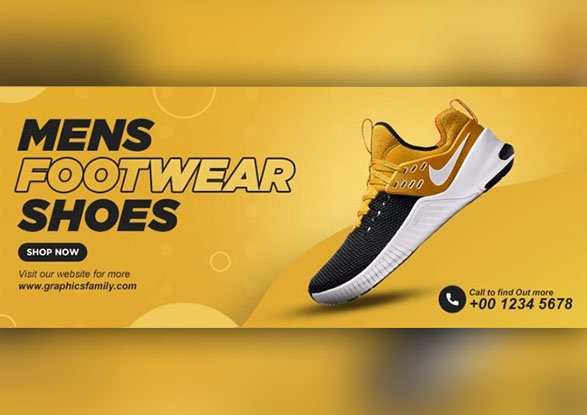 MENS
FOOTWEAR
SHOES
SHOP NOW
Visit our website for more
www.graphicsfamily.com
Call to find Out more
+00 1234 5678